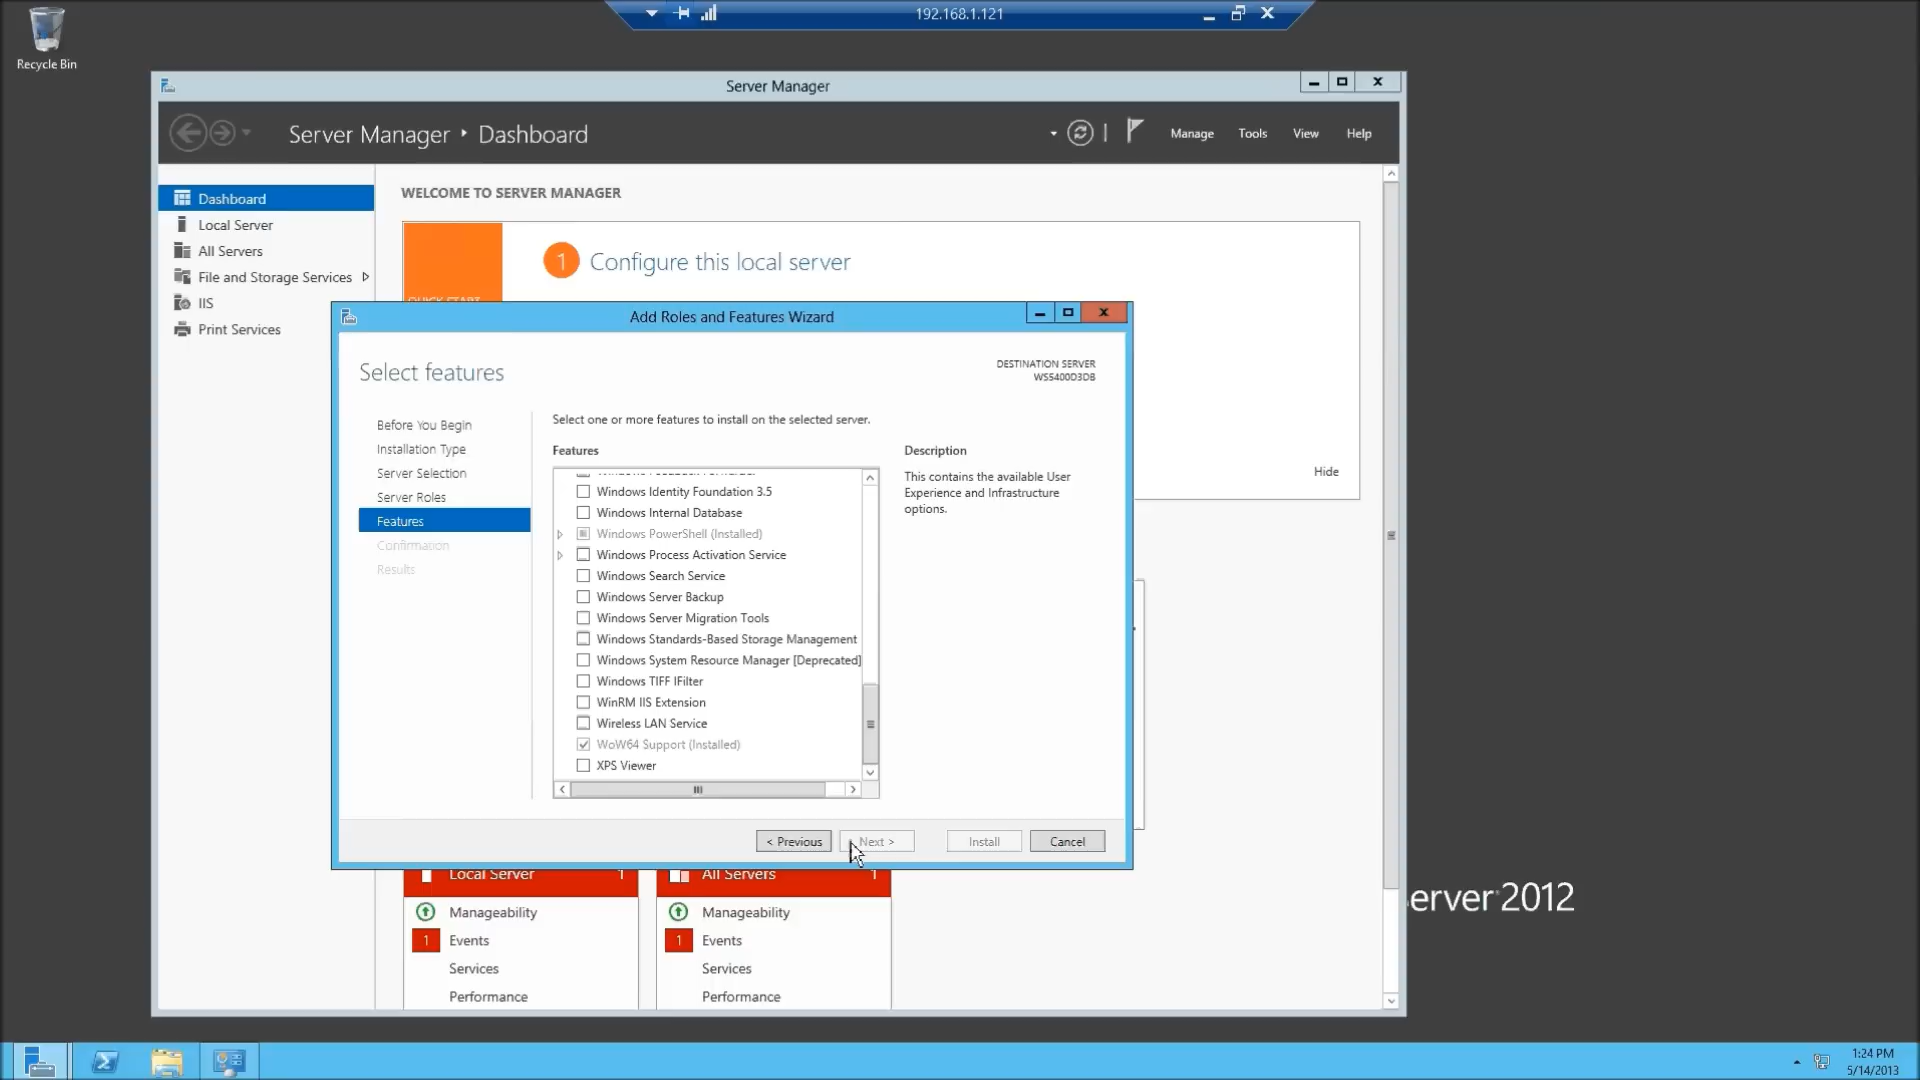 192.168.1.121
Recycle Bin
Server Manager
Server Manager
Dashboard
Manage
Tools
View
Help
Dashboard
Local Server
All Servers
File and Storage Services
IIS
Print Services
WELCOME TO SERVER MANAGER
1
Configure this local server
QUICK START
Hide
Add Roles and Features Wizard
Select features
DESTINATION SERVER
WSS400D3DB
Before You Begin
Installation Type
Server Selection
Server Roles
Features
Confirmation
Results
Select one or more features to install on the selected server.
Features
Windows Identity Foundation 3.5
Windows Internal Database
Windows PowerShell (Installed)
Windows Process Activation Service
Windows Search Service
Windows Server Backup
Windows Server Migration Tools
Windows Standards-Based Storage Management
Windows System Resource Manager [Deprecated]
Windows TIFF IFilter
WinRM IIS Extension
Wireless LAN Service
WoW64 Support (Installed)
XPS Viewer
Description
This contains the available User
Experience and Infrastructure
options.
< Previous
Next >
Install
Cancel
Local Server 1
Manageability
1 Events
Services
Performance
All Servers 1
Manageability
1 Events
Services
Performance
erver 2012
1:24 PM
5/14/2013